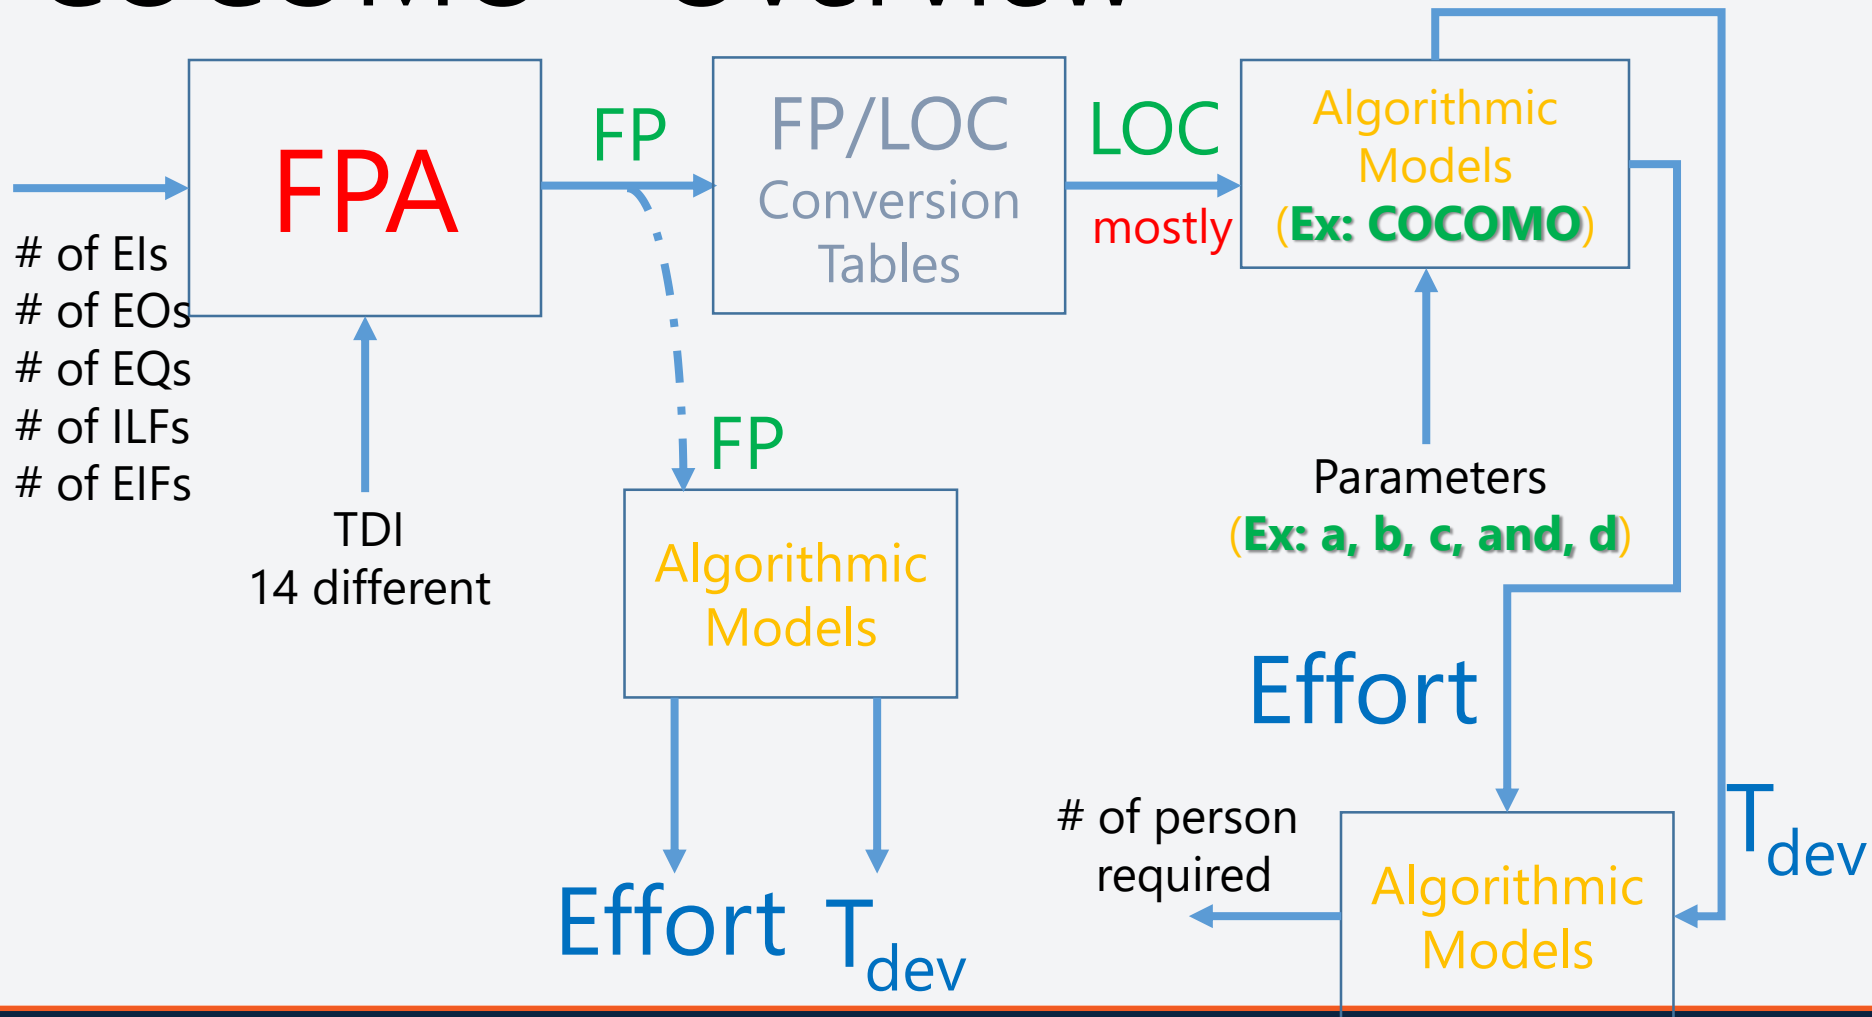 COCOMO - Overview
FPA
# of EIs
# of EOs
# of EQs
# of ILFs
# of EIFs
TDI
14 different
FP
FP/LOC
Conversion
Tables
LOC
mostly
Algorithmic
Models
(Ex: COCOMO)
Parameters
(Ex: a, b, c, and, d)
FP
Algorithmic
Models
Effort
Tdev
Effort
Tdev
# of person
required
Algorithmic
Models